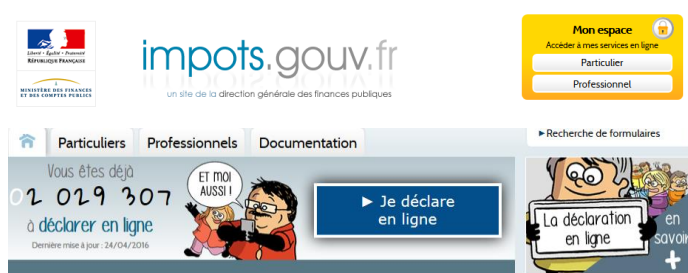 Liberté • Égalité • Fraternité
RÉPUBLIQUE FRANÇAISE
MINISTÈRE DES FINANCES
ET DES COMPTES PUBLICS
impots.gouv.fr
un site de la direction générale des finances publiques
Mon espace
Accéder à mes services en ligne
Particulier
Professionnel
Particuliers
Professionnels
Documentation
►Recherche de formulaires
Vous êtes déjà
02 029 307
à déclarer en ligne
Dernière mise à jour : 24/04/2016
ET MOI
AUSSI !
► Je déclare
en ligne
La déclaration
en ligne
en
savoir
+